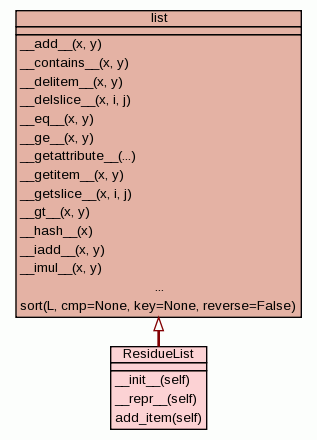 list
__add__(x, y)
__contains__(x, y)
__delitem__(x, y)
__delslice__(x, i, j)
__eq__(x, y)
__ge__(x, y)
__getattribute__(...)
__getitem__(x, y)
__getslice__(x, i, j)
__gt__(x, y)
__hash__(x)
__iadd__(x, y)
__imul__(x, y)
...
sort(L, cmp=None, key=None, reverse=False)
ResidueList
__init__(self)
__repr__(self)
add_item(self)